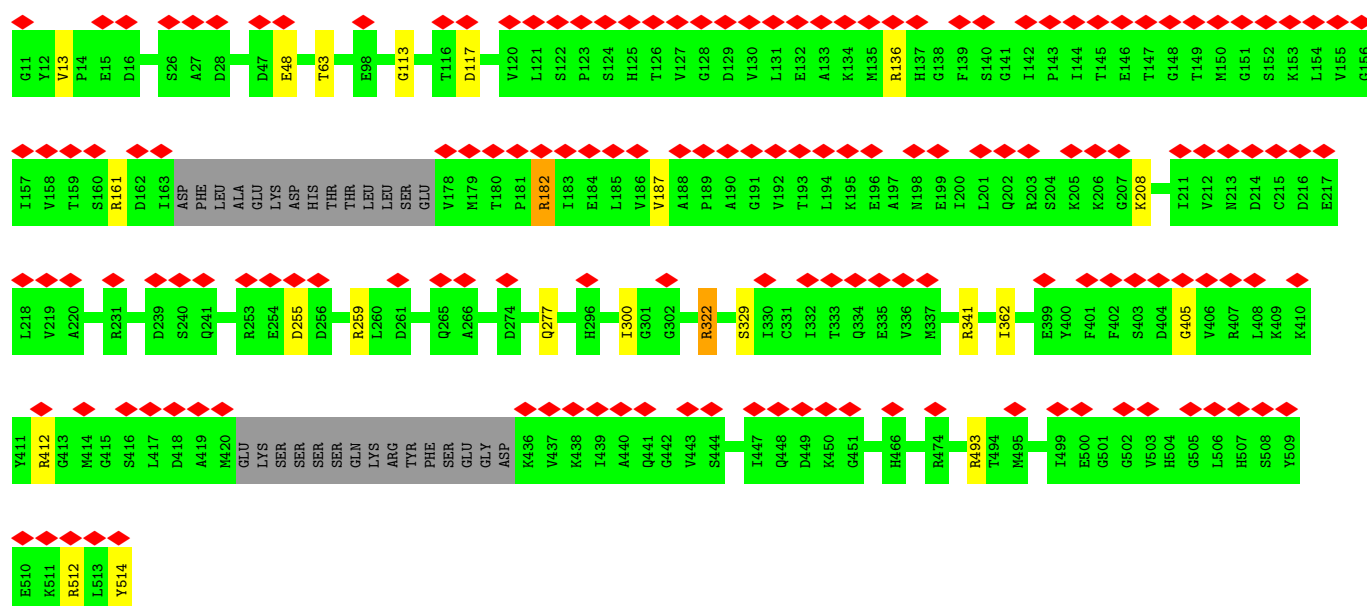 G11 Y12 V13 P14 E15 D16 S26 A27 D28 D47 E48 T63 E98 G113 T116 D117 V120 L121 S122 P123 S124 H125 T126 V127 G128 D129 V130 L131 E132 A133 K134 M135 R136 H137 G138 F139 S140 G141 I142 P143 I144 T145 E146 T147 G148 T149 M150 G151 S152 K153 L154 V155 G156
I157 V158 T159 S160 R161 D162 I163 ASP PHE LEU ALA GLU LYS ASP HIS THR THR LEU LEU SER GLU V178 M179 T180 P181 R182 I183 E184 L185 V186 V187 A188 P189 A190 G191 V192 T193 L194 K195 E196 A197 N198 E199 I200 L201 Q202 R203 S204 K205 K206 G207 K208 I211 V212 N213 D214 C215 D216 E217
L218 V219 A220 R231 D239 S240 Q241 R253 E254 D255 D256 R259 L260 D261 Q265 A266 D274 Q277 H296 I300 G301 G302 R322 S329 I330 C331 I332 T333 Q334 E335 V336 M337 R341 I362 E399 Y400 F401 F402 S403 D404 G405 V406 R407 L408 K409 K410
Y411 R412 G413 M414 G415 S416 L417 D418 A419 M420 GLU LYS SER SER SER SER GLN LYS ARG TYR PHE SER GLU GLY ASP K436 V437 K438 I439 A440 Q441 G442 V443 S444 I447 Q448 D449 K450 G451 H466 R474 R493 T494 M495 I499 E500 G501 G502 V503 H504 G505 L506 H507 S508 Y509
E510 K511 R512 L513 Y514